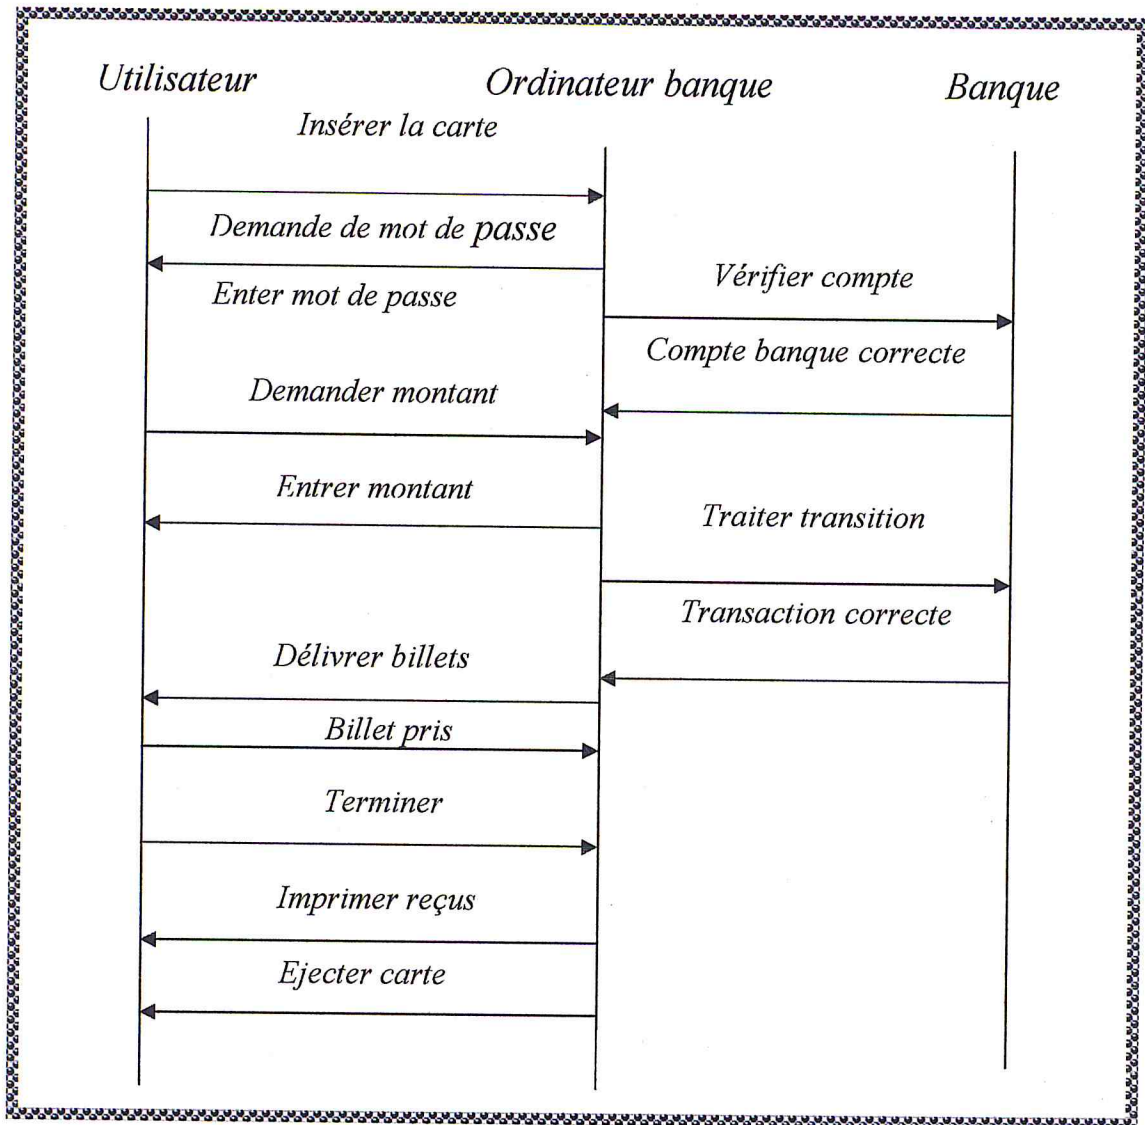 Utilisateur
Ordinateur banque
Banque
Insérer la carte
Demande de mot de passe
Vérifier compte
Enter mot de passe
Compte banque correcte
Demander montant
Entrer montant
Traiter transition
Transaction correcte
Délivrer billets
Billet pris
Terminer
Imprimer reçus
Ejecter carte